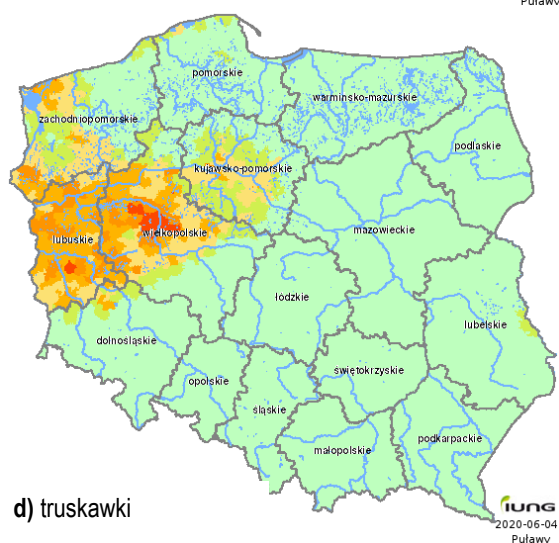 Puławy
pomorskie
warmińsko-mazurskie
zachodniopomorskie
podlaskie
kujawsko-pomorskie
mazowieckie
wielkopolskie
lubuskie
łódzkie
lubelskie
dolnośląskie
świętokrzyskie
opolskie
śląskie
podkarpackie
małopolskie
d) truskawki
IUNG
2020-06-04
Puławy